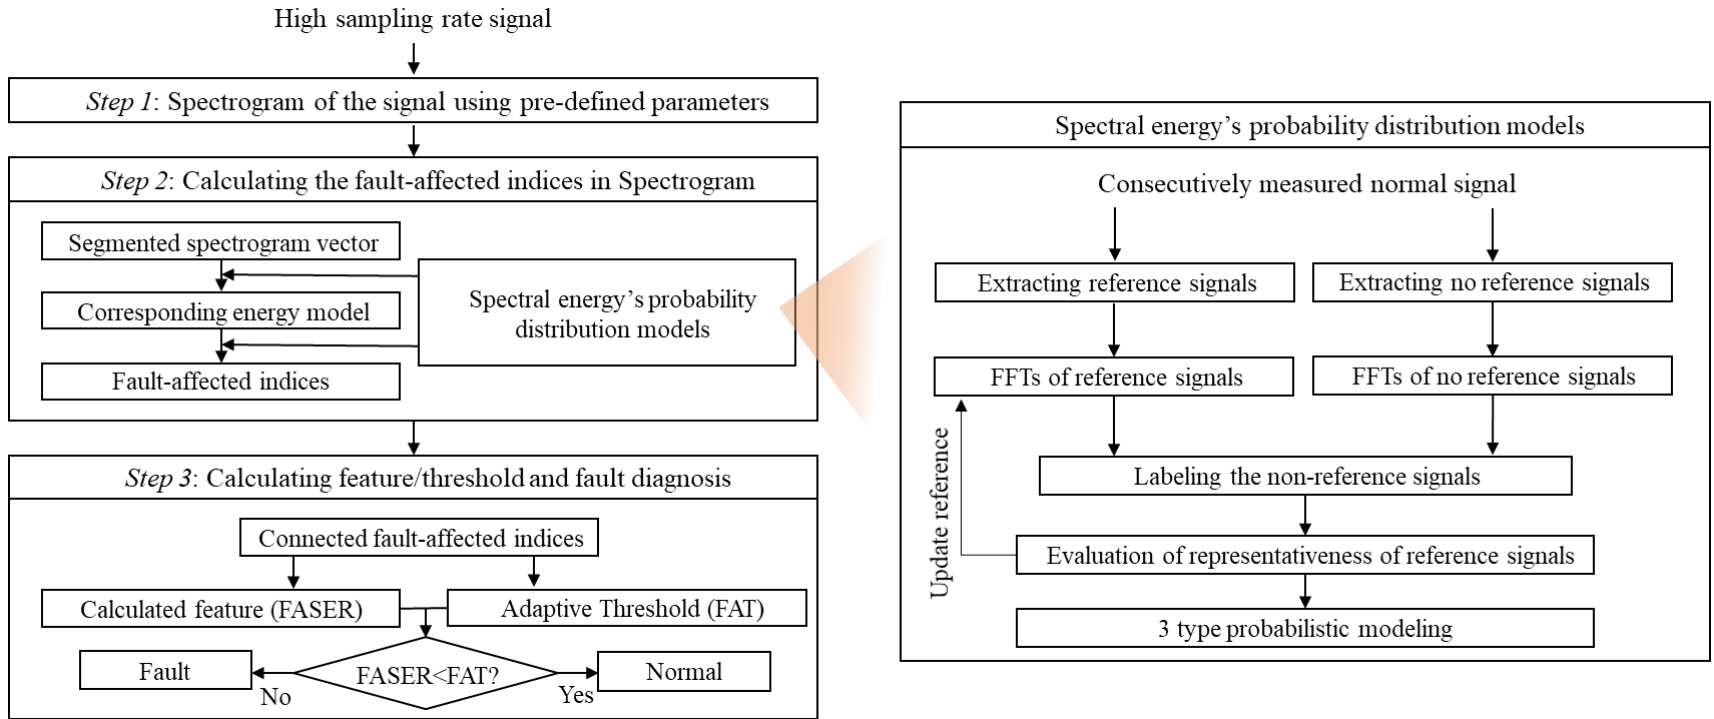 High sampling rate signal
Step 1: Spectrogram of the signal using pre-defined parameters
Step 2: Calculating the fault-affected indices in Spectrogram
Segmented spectrogram vector
Corresponding energy model
Fault-affected indices
Spectral energy's probability
distribution models
Step 3: Calculating feature/threshold and fault diagnosis
Connected fault-affected indices
Calculated feature (FASER)
Adaptive Threshold (FAT)
Fault
No
FASER<FAT?
Yes
Normal
Spectral energy's probability distribution models
Consecutively measured normal signal
Extracting reference signals
Extracting no reference signals
FFTs of reference signals
FFTs of no reference signals
Labeling the non-reference signals
Update reference
Evaluation of representativeness of reference signals
3 type probabilistic modeling